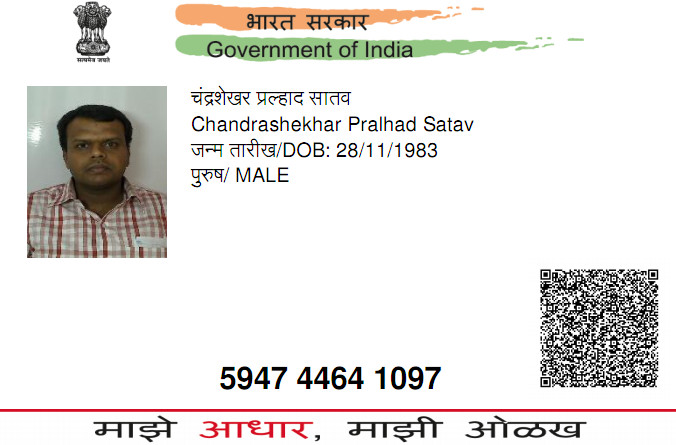 भारत सरकार
Government of India
सत्यमेव जयते
चंद्रशेखर प्रल्हाद सातव
Chandrashekhar Pralhad Satav
जन्म तारीख/DOB: 28/11/1983
पुरुष/ MALE
5947 4464 1097
माझे आधार, माझी ओळख